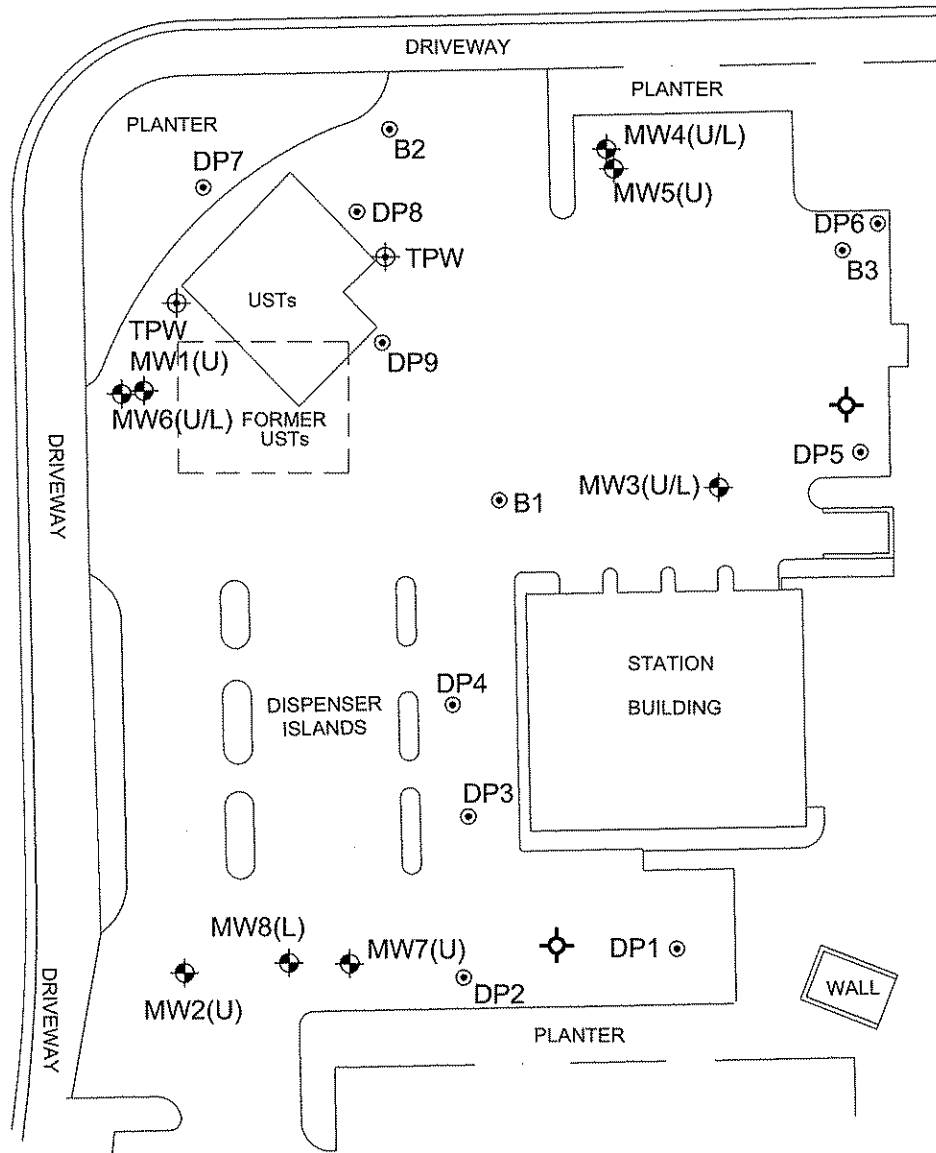 DRIVEWAY
PLANTER
PLANTER
MW4(U/L)
B2
DP7
MW5(U)
DP8
DP6
B3
TPW
USTs
TPW
DP9
MW1(U)
MW6(U/L)
FORMER
USTs
DRIVEWAY
DP5
MW3(U/L)
B1
STATION
BUILDING
DP4
DISPENSER
ISLANDS
DP3
MW8(L)
MW7(U)
DP1
DP2
MW2(U)
WALL
DRIVEWAY
PLANTER